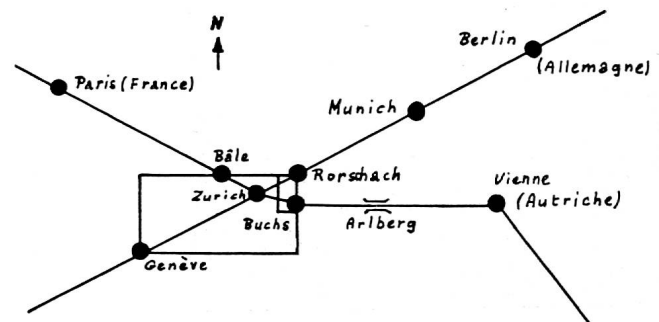 N
Berlin
(Allemagne)
Paris (France)
Munich
Bâle
Rorschach
Zurich
Vienne
(Autriche)
Buchs
Arlberg
Genève